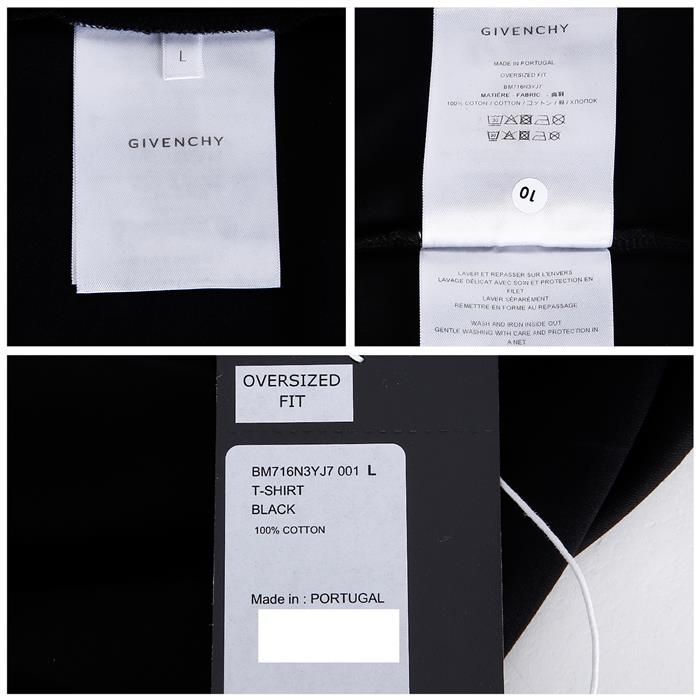 L
GIVENCHY
GIVENCHY
MADE IN PORTUGAL
OVERSIZED FIT
BM716N3YJ7
MATIÈRE - FABRIC -
100% COTON / COTTON / コットン / 棉 / ХЛОПОК
10
LAVER ET REPASSER SUR L'ENVERS
LAVAGE DÉLICAT AVEC SOIN ET PROTECTION EN
FILET
LAVER SÉPARÉMENT
REMETTRE EN FORME AU REPASSAGE
WASH AND IRON INSIDE OUT
GENTLE WASHING WITH CARE AND PROTECTION IN
A NET
OVERSIZED
FIT
BM716N3YJ7 001 L
T-SHIRT
BLACK
100% COTTON
Made in : PORTUGAL